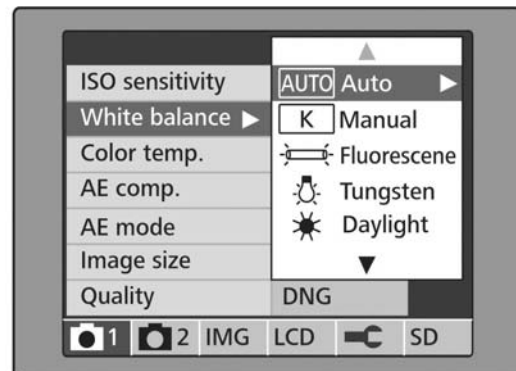 ISO sensitivity
AUTO Auto
White balance
K Manual
Color temp.
Fluorescene
AE comp.
Tungsten
AE mode
Daylight
Image size
Quality
DNG
1 2 IMG LCD SD